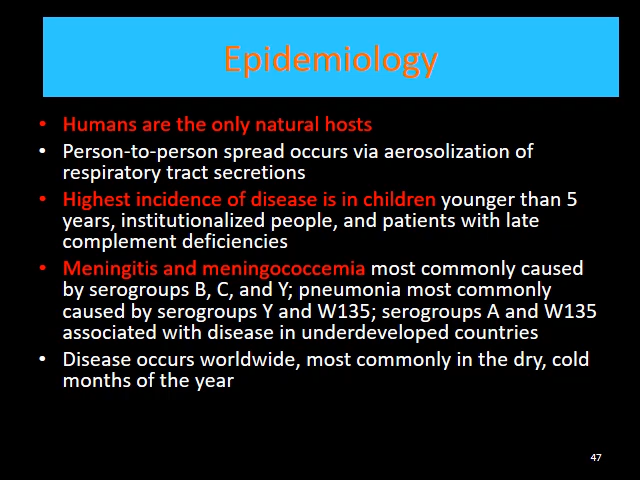 Epidemiology
• Humans are the only natural hosts
• Person-to-person spread occurs via aerosolization of
respiratory tract secretions
• Highest incidence of disease is in children younger than 5
years, institutionalized people, and patients with late
complement deficiencies
• Meningitis and meningococcemia most commonly caused
by serogroups B, C, and Y; pneumonia most commonly
caused by serogroups Y and W135; serogroups A and W135
associated with disease in underdeveloped countries
• Disease occurs worldwide, most commonly in the dry, cold
months of the year
47